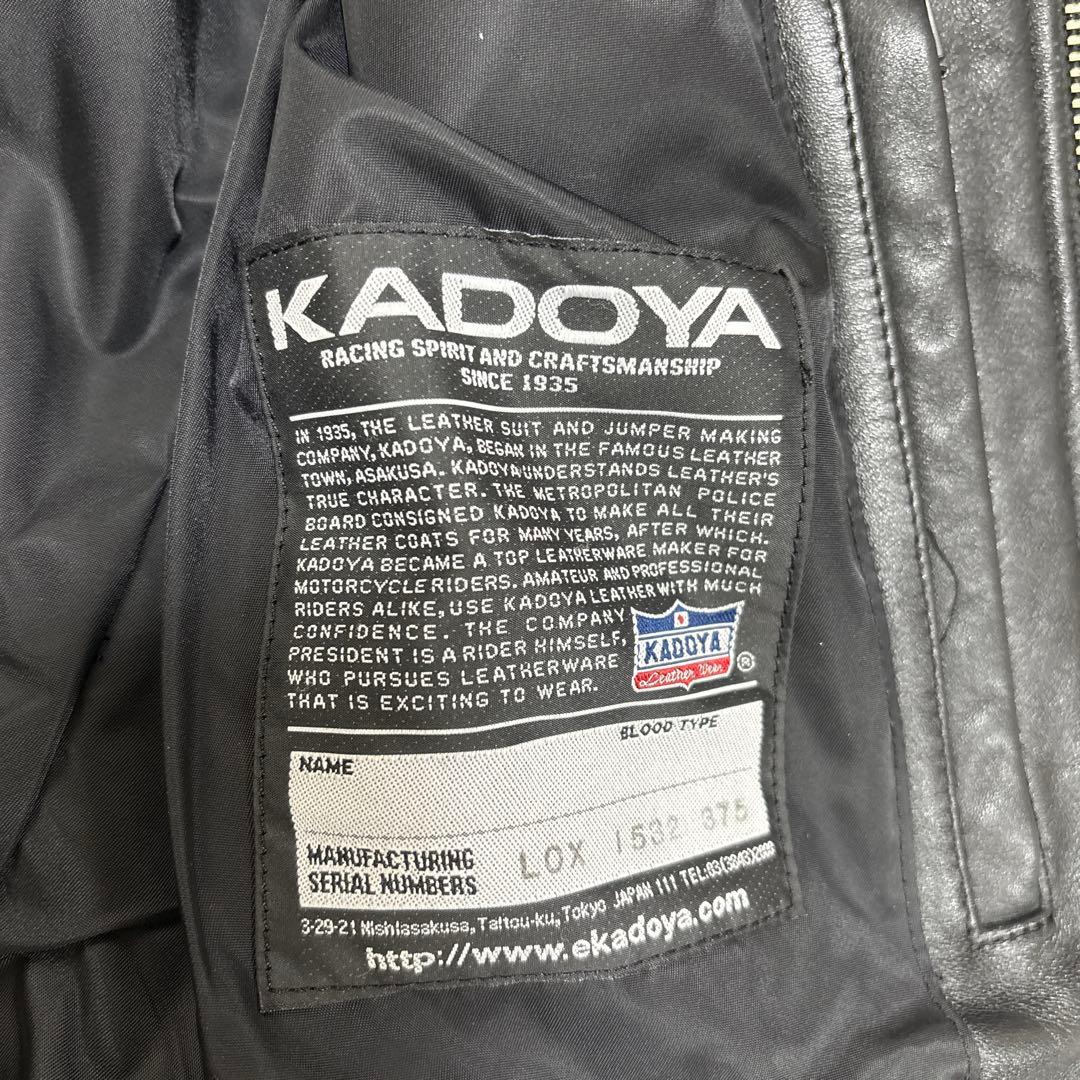 KADOYA
RACING SPIRIT AND CRAFTSMANSHIP
SINCE 1935
IN 1935, THE LEATHER SUIT AND JUMPER MAKING
COMPANY, KADOYA, BEGAN IN THE FAMOUS LEATHER
TOWN, ASAKUSA. KADOYA UNDERSTANDS LEATHER'S
TRUE CHARACTER. THE METROPOLITAN POLICE
BOARD CONSIGNED KADOYA TO MAKE ALL THEIR
LEATHER COATS FOR MANY YEARS, AFTER WHICH.
KADOYA BECAME A TOP LEATHERWARE MAKER FOR
MOTORCYCLE RIDERS. AMATEUR AND PROFESSIONAL
RIDERS ALIKE, USE KADOYA LEATHER WITH MUCH
CONFIDENCE. THE COMPANY
PRESIDENT IS A RIDER HIMSELF,
WHO PURSUES LEATHERWARE
THAT IS EXCITING TO WEAR.
KADOYA
Leather Wear
®
BLOOD TYPE
NAME
MANUFACTURING
SERIAL NUMBERS
LOX 1532 375
3-29-21 Nishiasakusa, Taitou-ku, Tokyo JAPAN 111 TEL:03(3843)2000
http://www.ekadoya.com